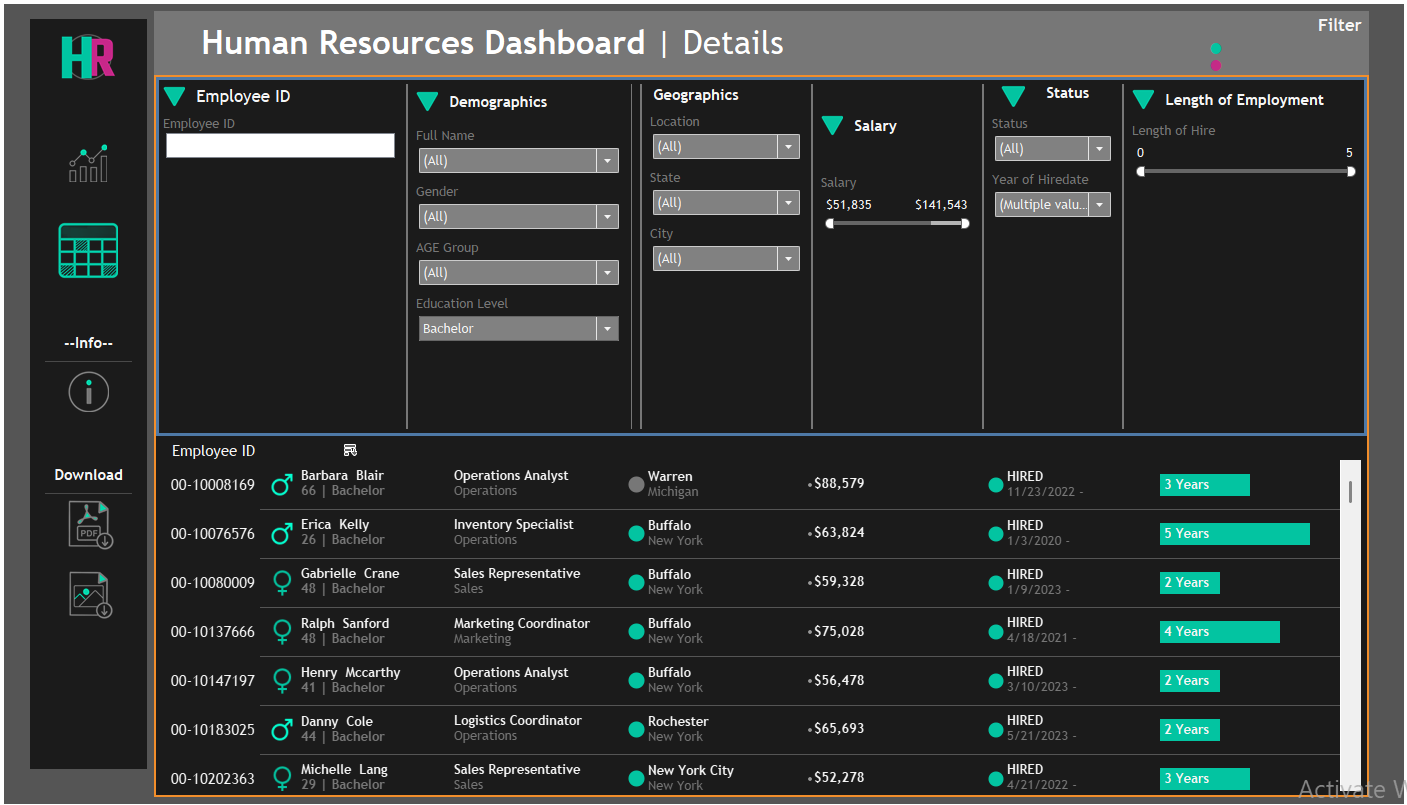 HR
Human Resources Dashboard | Details
Filter
Employee ID
Employee ID
Demographics
Full Name
(All)
Gender
(All)
AGE Group
(All)
Education Level
Bachelor
Geographics
Location
(All)
State
(All)
City
(All)
Salary
Salary
$51,835 $141,543
Status
Status
(All)
Year of Hiredate
(Multiple valu...
Length of Employment
Length of Hire
0 5
--Info--
i
Download
PDF
Employee ID
00-10008169
Barbara Blair
66 | Bachelor
Operations Analyst
Operations
Warren
Michigan
$88,579
HIRED
11/23/2022 -
3 Years
00-10076576
Erica Kelly
26 | Bachelor
Inventory Specialist
Operations
Buffalo
New York
$63,824
HIRED
1/3/2020 -
5 Years
00-10080009
Gabrielle Crane
48 | Bachelor
Sales Representative
Sales
Buffalo
New York
$59,328
HIRED
1/9/2023 -
2 Years
00-10137666
Ralph Sanford
48 | Bachelor
Marketing Coordinator
Marketing
Buffalo
New York
$75,028
HIRED
4/18/2021 -
4 Years
00-10147197
Henry Mccarthy
41 | Bachelor
Operations Analyst
Operations
Buffalo
New York
$56,478
HIRED
3/10/2023 -
2 Years
00-10183025
Danny Cole
44 | Bachelor
Logistics Coordinator
Operations
Rochester
New York
$65,693
HIRED
5/21/2023 -
2 Years
00-10202363
Michelle Lang
29 | Bachelor
Sales Representative
Sales
New York City
New York
$52,278
HIRED
4/21/2022 -
3 Years
Activate W